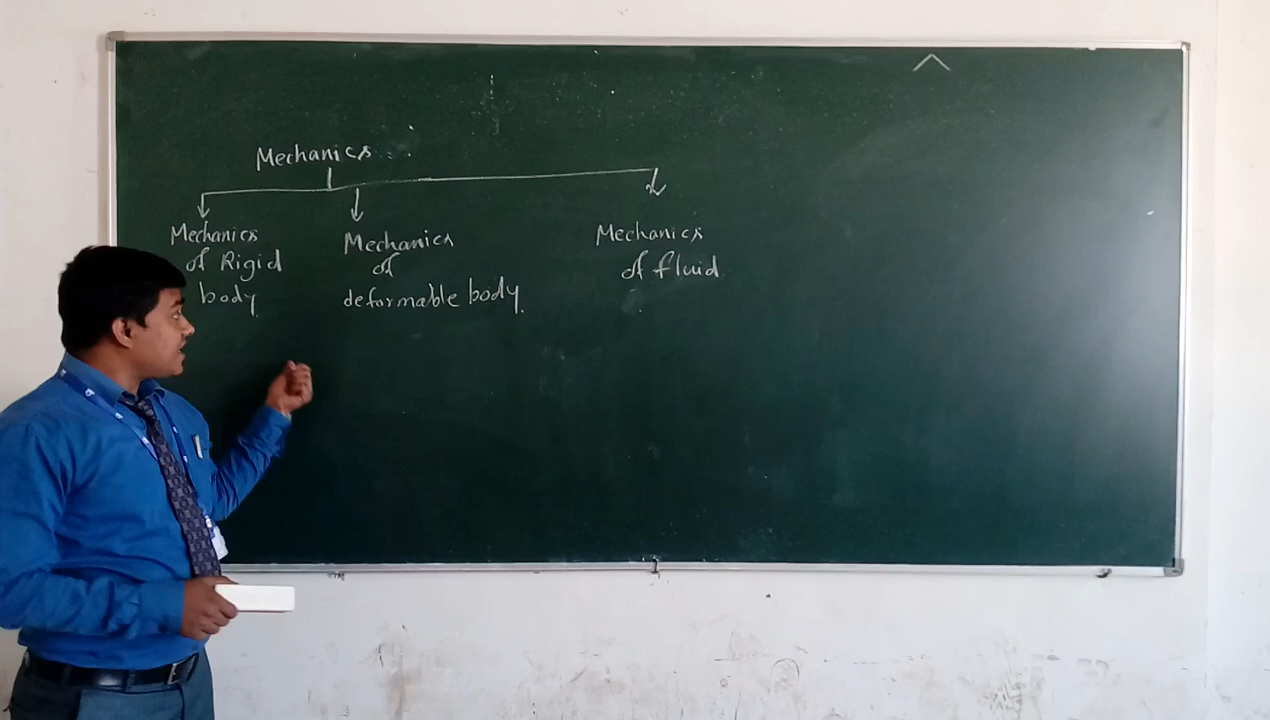 Mechanics
Mechanics
of Rigid
body.
Mechanics
of
deformable body.
Mechanics
of fluid